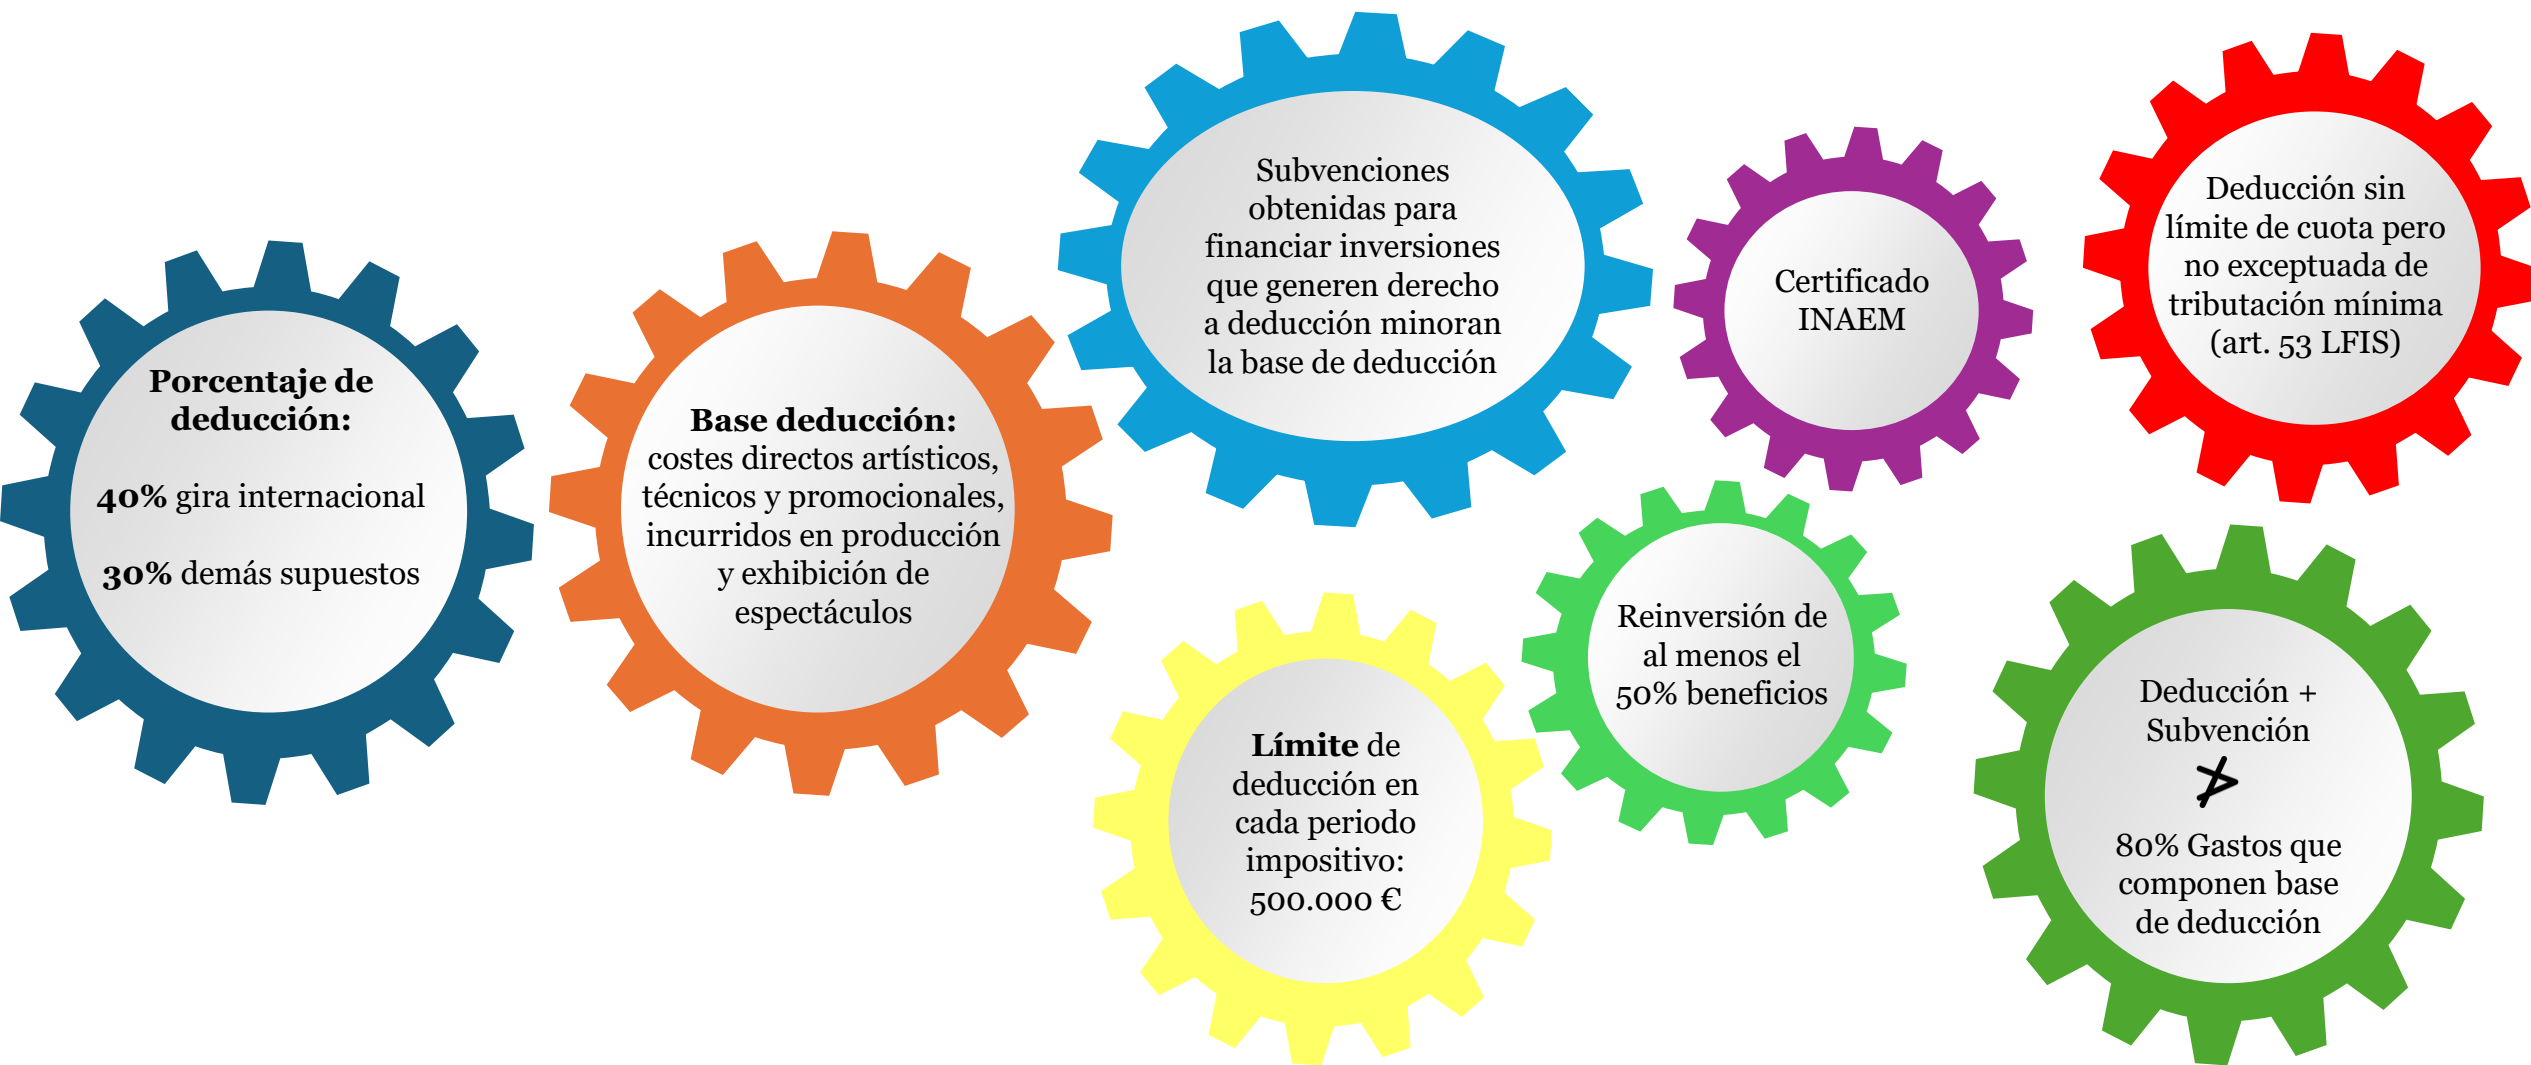 Porcentaje de
deducción:
40% gira internacional
30% demás supuestos
Base deducción:
costes directos artísticos,
técnicos y promocionales,
incurridos en producción
y exhibición de
espectáculos
Subvenciones
obtenidas para
financiar inversiones
que generen derecho
a deducción minoran
la base de deducción
Límite de
deducción en
cada periodo
impositivo:
500.000 €
Certificado
INAEM
Reinversión de
al menos el
50% beneficios
Deducción sin
límite de cuota pero
no exceptuada de
tributación mínima
(art. 53 LFIS)
Deducción +
Subvención
≯
80% Gastos que
componen base
de deducción